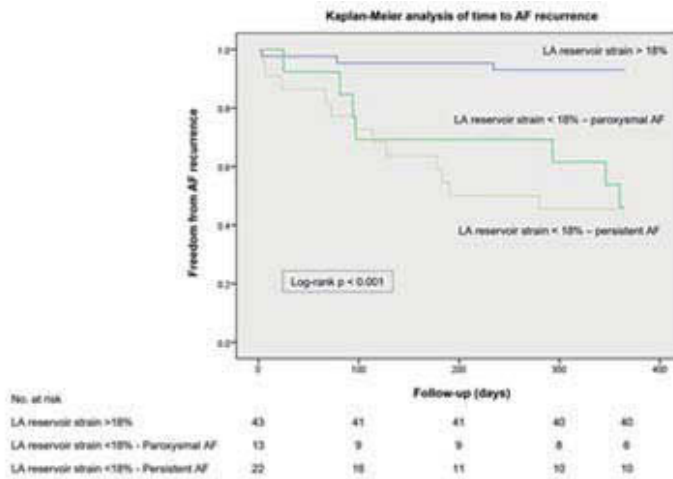 Kaplan-Meier analysis of time to AF recurrence
1.0
0.8
0.6
0.4
0.2
0.0
Freedom from AF recurrence
LA reservoir strain > 18%
LA reservoir strain < 18% – paroxysmal AF
LA reservoir strain < 18% – persistent AF
Log-rank p < 0.001
0 100 200 300 400
Follow-up (days)
No. at risk
LA reservoir strain >18% 43 41 41 40 40
LA reservoir strain <18% - Paroxysmal AF 13 9 9 8 6
LA reservoir strain <18% - Persistent AF 22 16 11 10 10